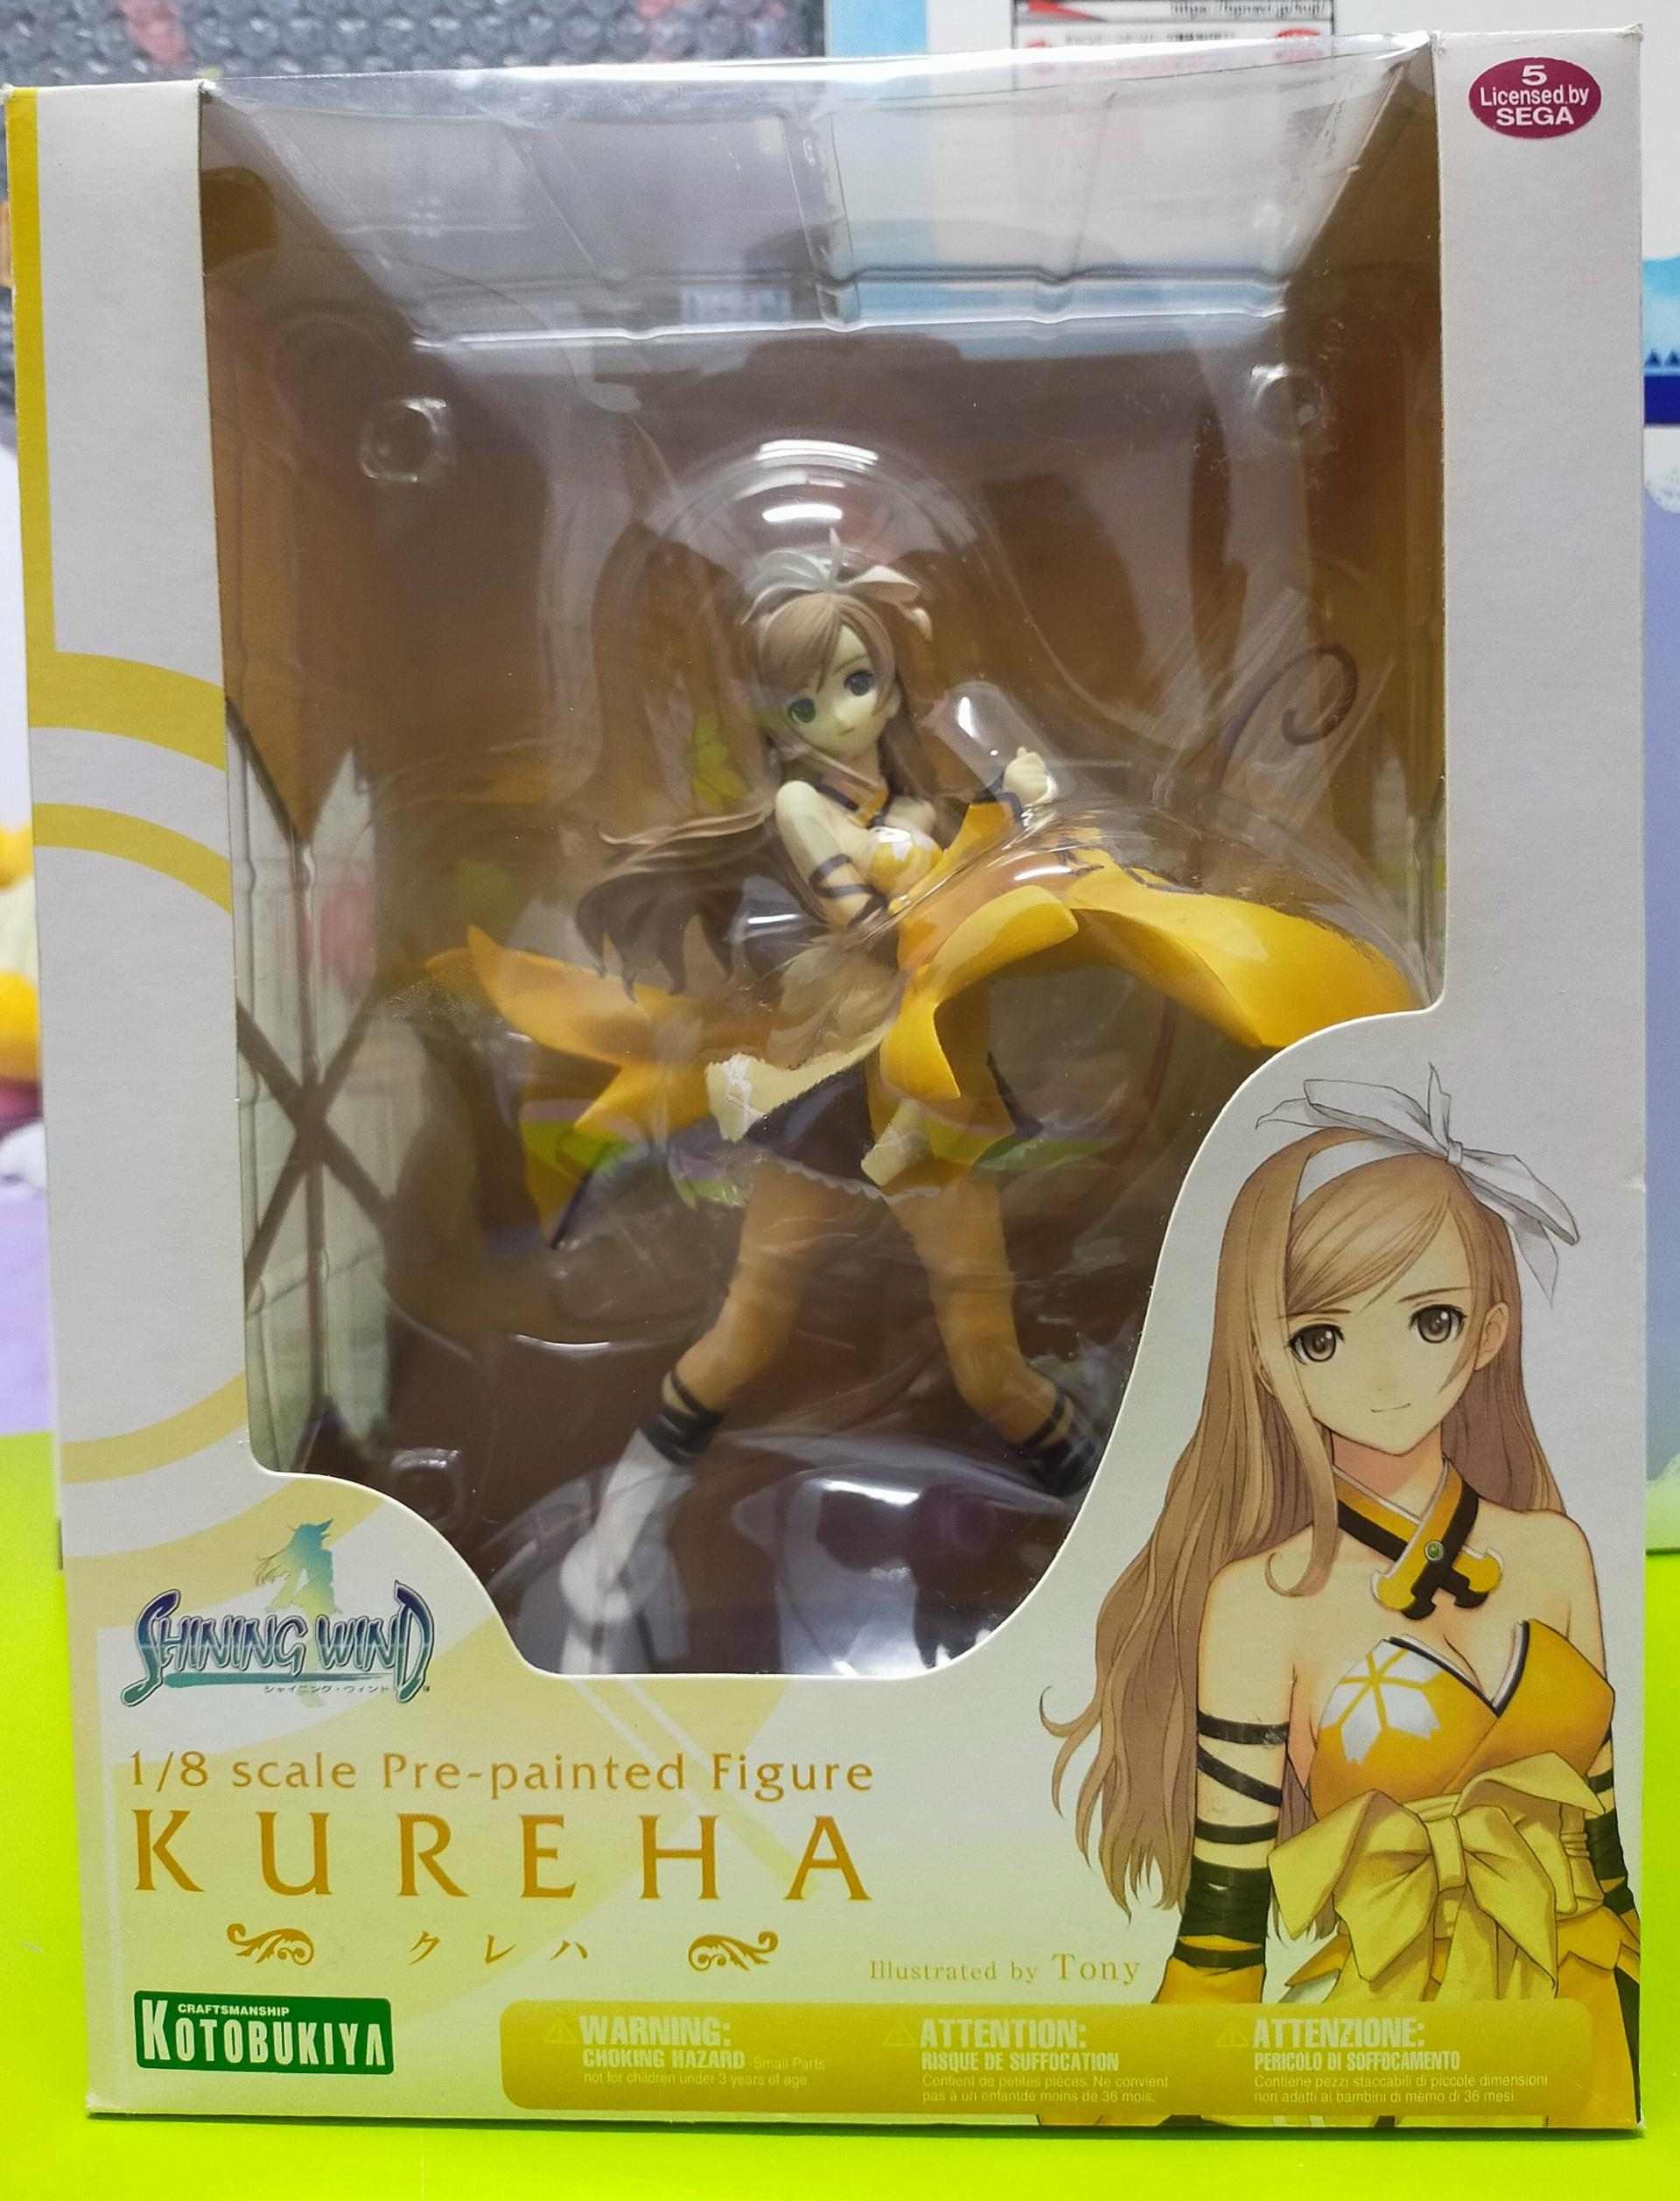 5
Licensed by
SEGA
SHINING WIND
シャイニング・ウィンド
1/8 scale Pre-painted Figure
KUREHA
クレハ
Illustrated by Tony
CRAFTSMANSHIP
KOTOBUKIYA
WARNING:
CHOKING HAZARD-Small Parts
not for children under 3 years of age
ATTENTION:
RISQUE DE SUFFOCATION
Contient de petites pièces. Ne convient
pas à un enfantde moins de 36 mois.
ATTENZIONE:
PERICOLO DI SOFFOCAMENTO
Contiene pezzi staccabili di piccole dimensioni
non adatti ai bambini di memo di 36 mesi.